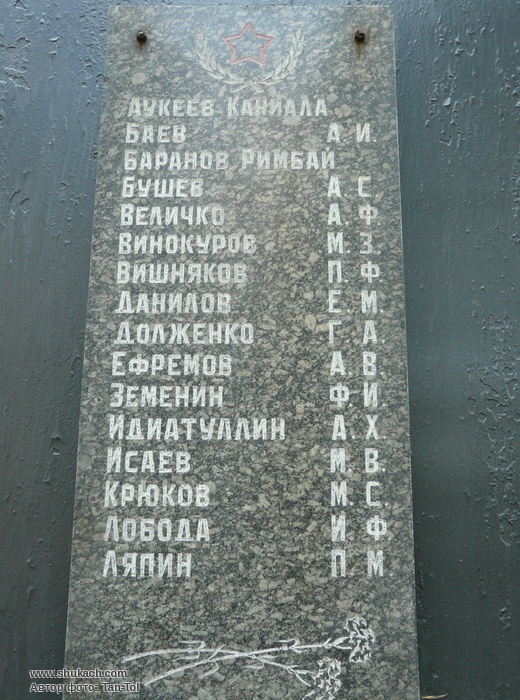 Аукеев Каниала
Баев А. И.
Баранов Римбай
Бушев А. С.
Величко А. Ф
Винокуров М. З
Вишняков П. Ф
Данилов Е. М.
Долженко Г. А.
Ефремов А. В.
Земенин Ф. И.
Идиатуллин А. Х.
Исаев М. В.
Крюков М. С.
Лобода И. Ф
Ляпин П. М
www.shukach.com
Автор фото: Tan-Tol